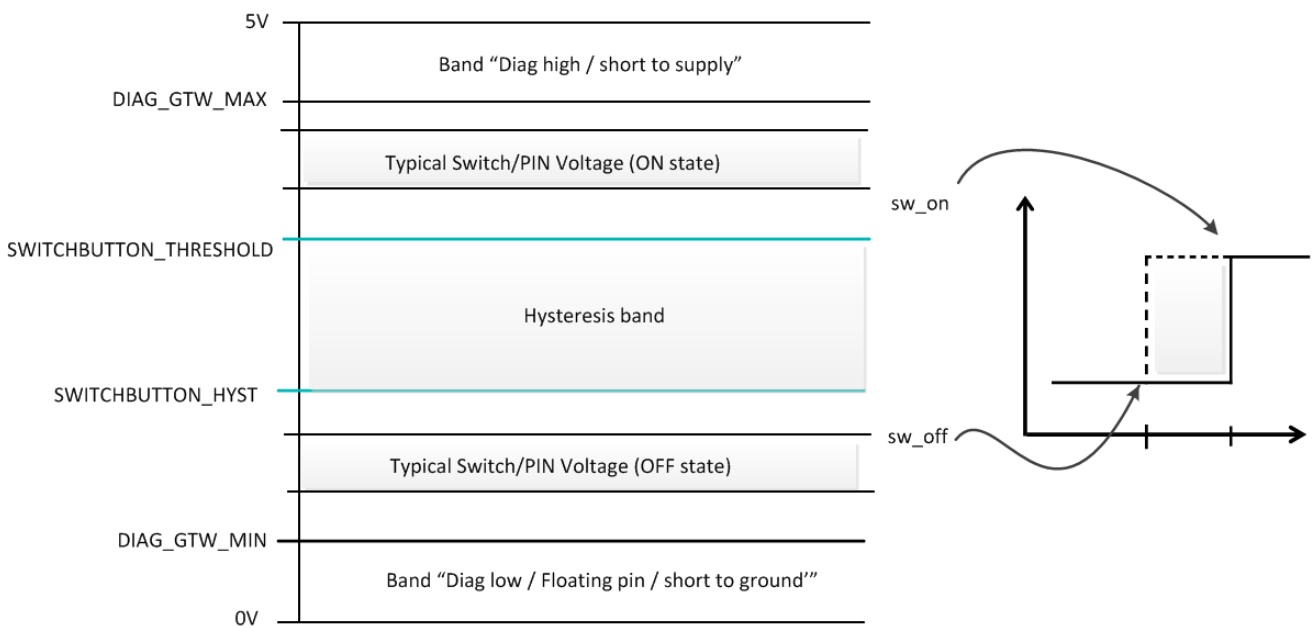 5V
Band “Diag high / short to supply”
DIAG_GTW_MAX
Typical Switch/PIN Voltage (ON state)
sw_on
SWITCHBUTTON_THRESHOLD
Hysteresis band
SWITCHBUTTON_HYST
sw_off
Typical Switch/PIN Voltage (OFF state)
DIAG_GTW_MIN
Band “Diag low / Floating pin / short to ground’”
0V